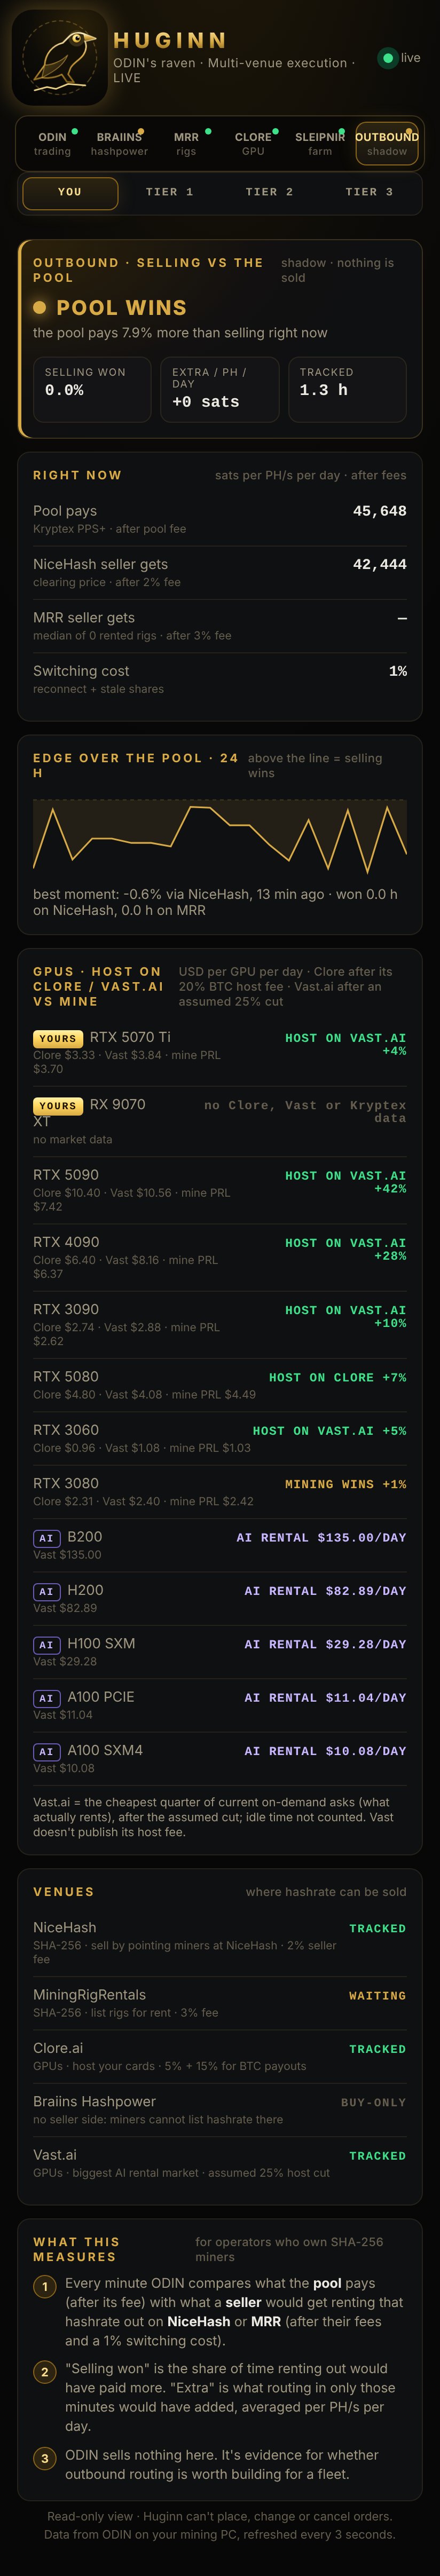 HUGINN
ODIN's raven · Multi-venue execution ·
LIVE
live
ODIN
trading
BRAIINS
hashpower
MRR
rigs
CLORE
GPU
SLEIPNIR
farm
OUTBOUND
shadow
YOU
TIER 1
TIER 2
TIER 3
OUTBOUND · SELLING VS THE
POOL
shadow · nothing is
sold
POOL WINS
the pool pays 7.9% more than selling right now
SELLING WON
0.0%
EXTRA / PH /
DAY
+0 sats
TRACKED
1.3 h
RIGHT NOW
sats per PH/s per day · after fees
Pool pays
45,648
Kryptex PPS+ · after pool fee
NiceHash seller gets
42,444
clearing price · after 2% fee
MRR seller gets
—
median of 0 rented rigs · after 3% fee
Switching cost
1%
reconnect + stale shares
EDGE OVER THE POOL · 24
H
above the line = selling
wins
best moment: -0.6% via NiceHash, 13 min ago · won 0.0 h
on NiceHash, 0.0 h on MRR
GPUS · HOST ON
CLORE / VAST.AI
VS MINE
USD per GPU per day · Clore after its
20% BTC host fee · Vast.ai after an
assumed 25% cut
YOURS RTX 5070 Ti
HOST ON VAST.AI
+4%
Clore $3.33 · Vast $3.84 · mine PRL
$3.70
YOURS RX 9070
XT
no Clore, Vast or Kryptex
data
no market data
RTX 5090
HOST ON VAST.AI
+42%
Clore $10.40 · Vast $10.56 · mine PRL
$7.42
RTX 4090
HOST ON VAST.AI
+28%
Clore $6.40 · Vast $8.16 · mine PRL
$6.37
RTX 3090
HOST ON VAST.AI
+10%
Clore $2.74 · Vast $2.88 · mine PRL
$2.62
RTX 5080
HOST ON CLORE +7%
Clore $4.80 · Vast $4.08 · mine PRL $4.49
RTX 3060
HOST ON VAST.AI +5%
Clore $0.96 · Vast $1.08 · mine PRL $1.03
RTX 3080
MINING WINS +1%
Clore $2.31 · Vast $2.40 · mine PRL $2.42
AI B200
AI RENTAL $135.00/DAY
Vast $135.00
AI H200
AI RENTAL $82.89/DAY
Vast $82.89
AI H100 SXM
AI RENTAL $29.28/DAY
Vast $29.28
AI A100 PCIE
AI RENTAL $11.04/DAY
Vast $11.04
AI A100 SXM4
AI RENTAL $10.08/DAY
Vast $10.08
Vast.ai = the cheapest quarter of current on-demand asks (what
actually rents), after the assumed cut; idle time not counted. Vast
doesn't publish its host fee.
VENUES
where hashrate can be sold
NiceHash
TRACKED
SHA-256 · sell by pointing miners at NiceHash · 2% seller
fee
MiningRigRentals
WAITING
SHA-256 · list rigs for rent · 3% fee
Clore.ai
TRACKED
GPUs · host your cards · 5% + 15% for BTC payouts
Braiins Hashpower
BUY-ONLY
no seller side: miners cannot list hashrate there
Vast.ai
TRACKED
GPUs · biggest AI rental market · assumed 25% host cut
WHAT THIS
MEASURES
for operators who own SHA-256
miners
1 Every minute ODIN compares what the pool pays
(after its fee) with what a seller would get renting that
hashrate out on NiceHash or MRR (after their fees
and a 1% switching cost).
2 "Selling won" is the share of time renting out would
have paid more. "Extra" is what routing in only those
minutes would have added, averaged per PH/s per
day.
3 ODIN sells nothing here. It's evidence for whether
outbound routing is worth building for a fleet.
Read-only view · Huginn can't place, change or cancel orders.
Data from ODIN on your mining PC, refreshed every 3 seconds.